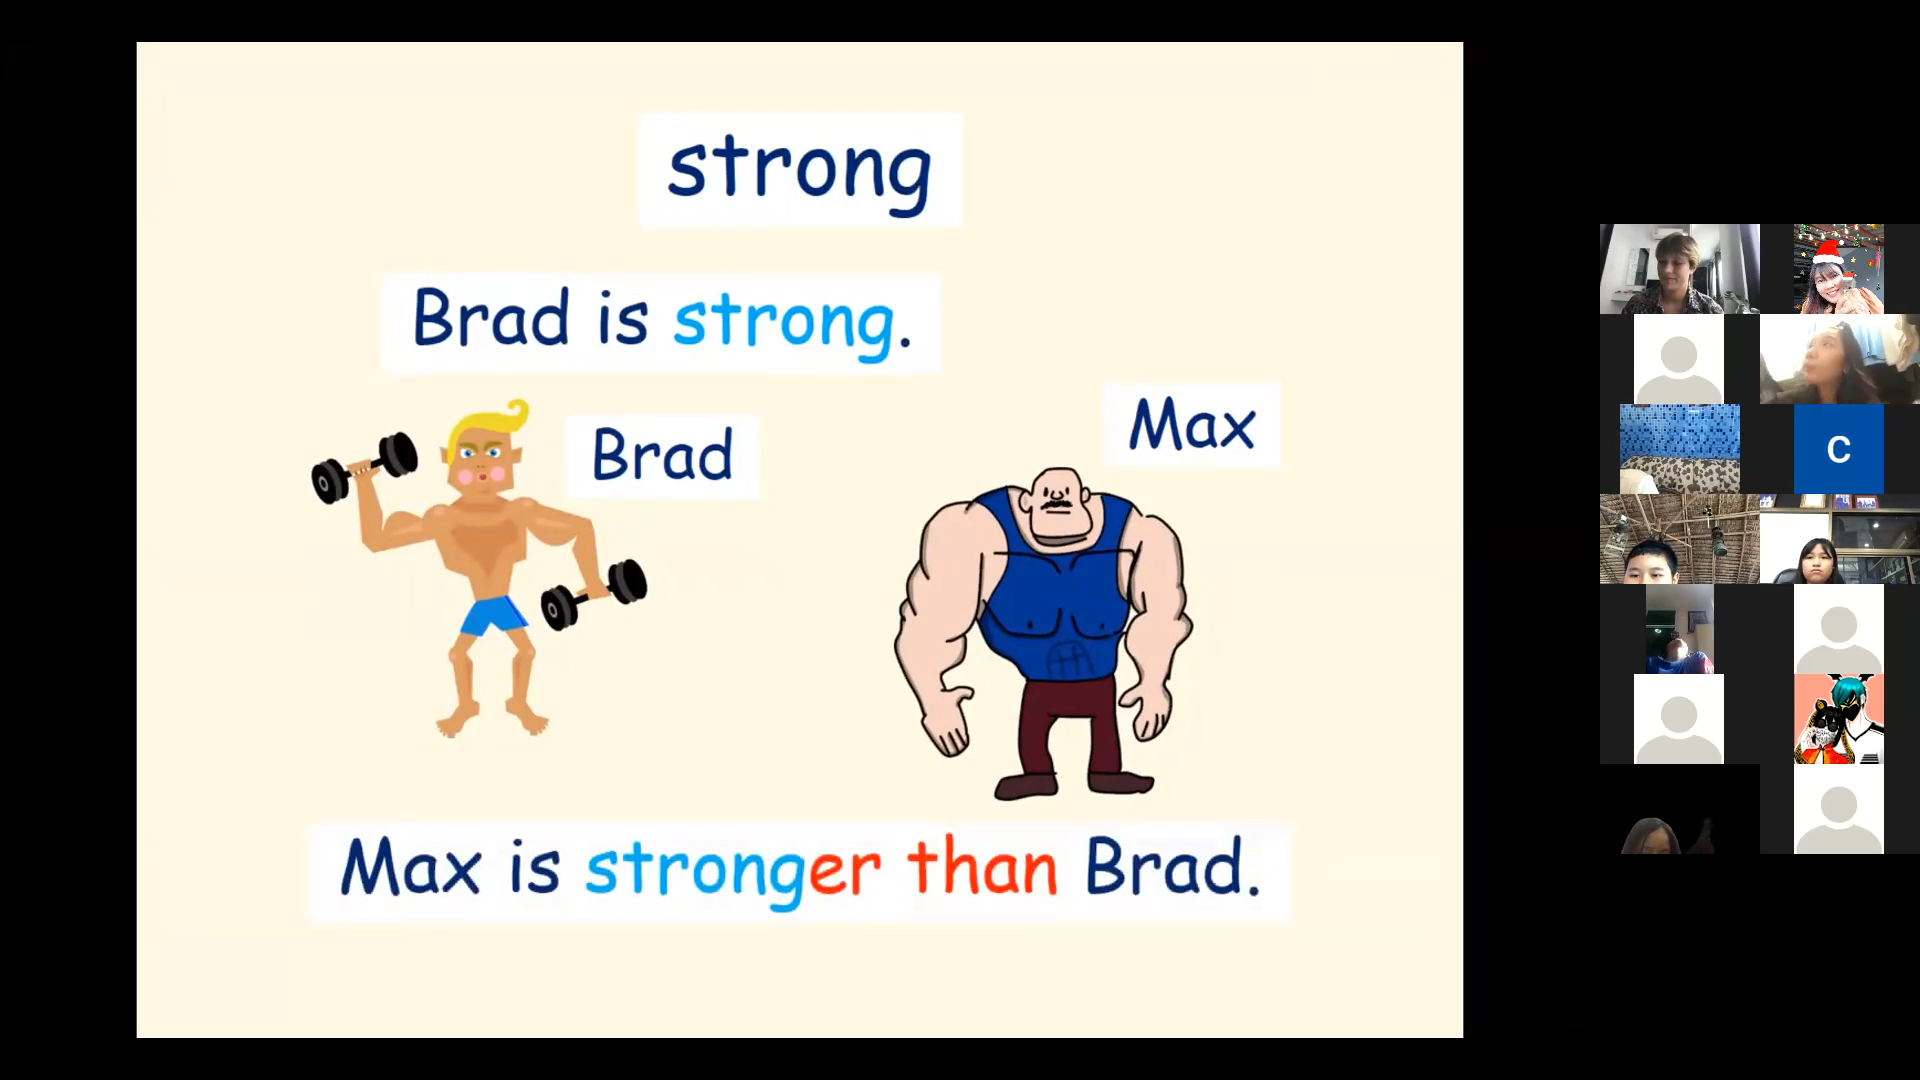 strong
Brad is strong.
Brad
Max
Max is stronger than Brad.
C